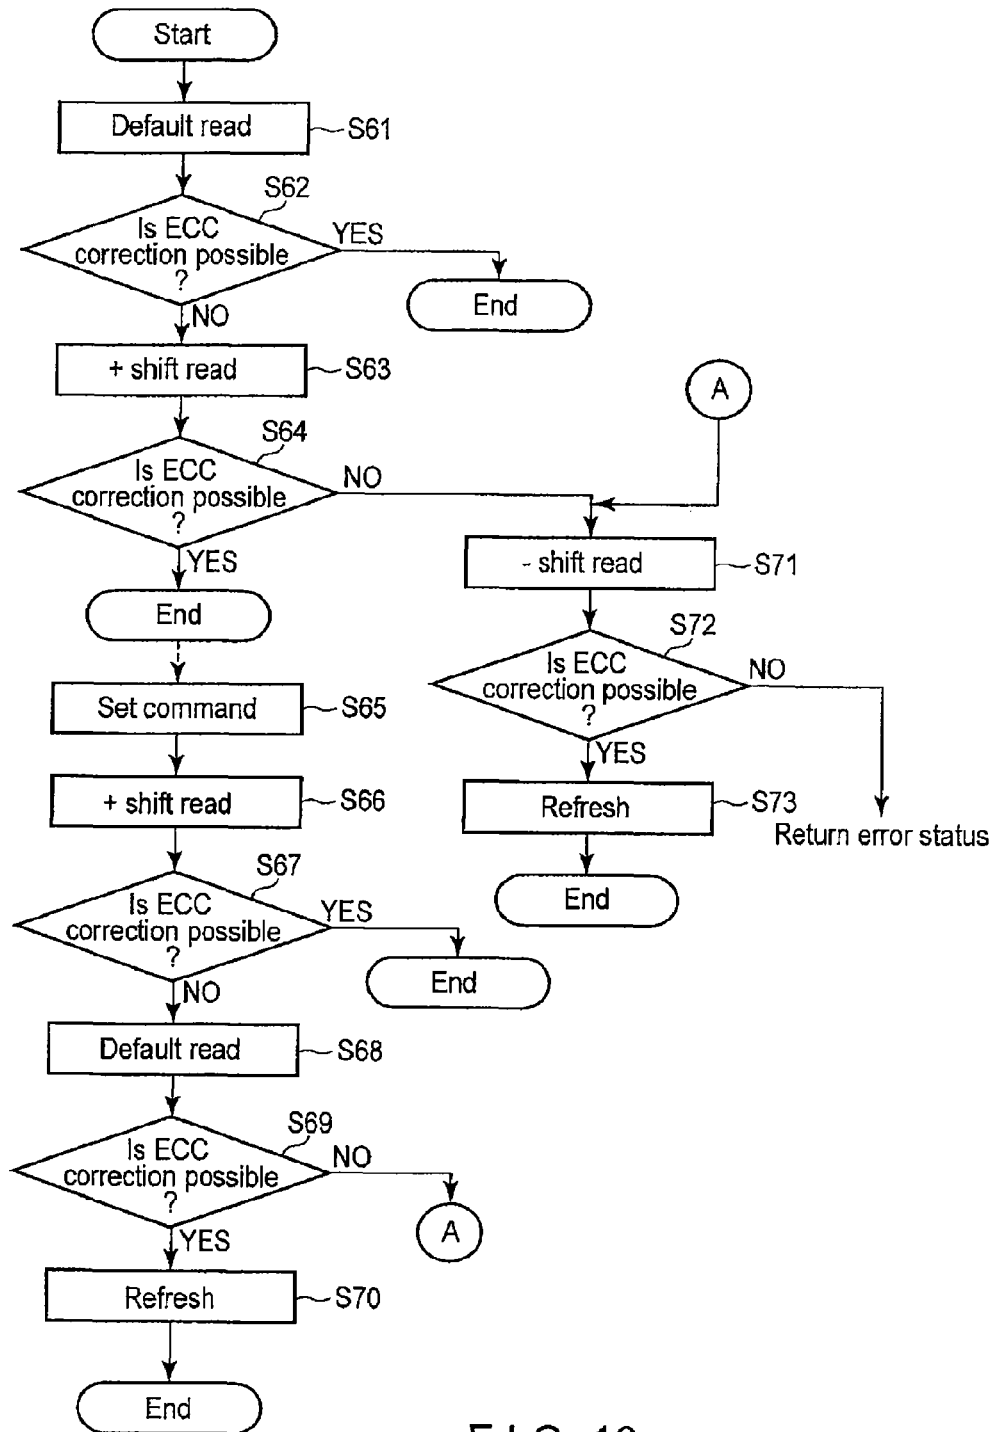 Start
Default read
S61
S62
Is ECC
correction possible
?
YES
End
NO
+ shift read
S63
S64
Is ECC
correction possible
?
NO
YES
End
A
- shift read
S71
S72
Is ECC
correction possible
?
NO
YES
Refresh
S73
Return error status
End
Set command
S65
+ shift read
S66
S67
Is ECC
correction possible
?
YES
End
NO
Default read
S68
S69
Is ECC
correction possible
?
NO
A
YES
Refresh
S70
End